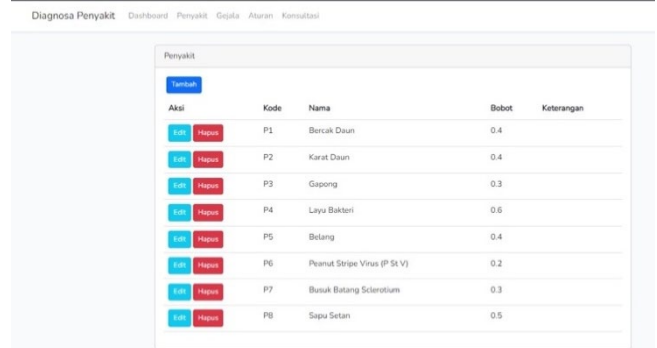 Diagnosa Penyakit Dashboard Penyakit Gejala Aturan Konsultasi
Penyakit
Tambah
Aksi Kode Nama Bobot Keterangan
Edit Hapus P1 Bercak Daun 0.4
Edit Hapus P2 Karat Daun 0.4
Edit Hapus P3 Gapong 0.3
Edit Hapus P4 Layu Bakteri 0.6
Edit Hapus P5 Belang 0.4
Edit Hapus P6 Peanut Stripe Virus (P St V) 0.2
Edit Hapus P7 Busuk Batang Sclerotium 0.3
Edit Hapus P8 Sapu Setan 0.5